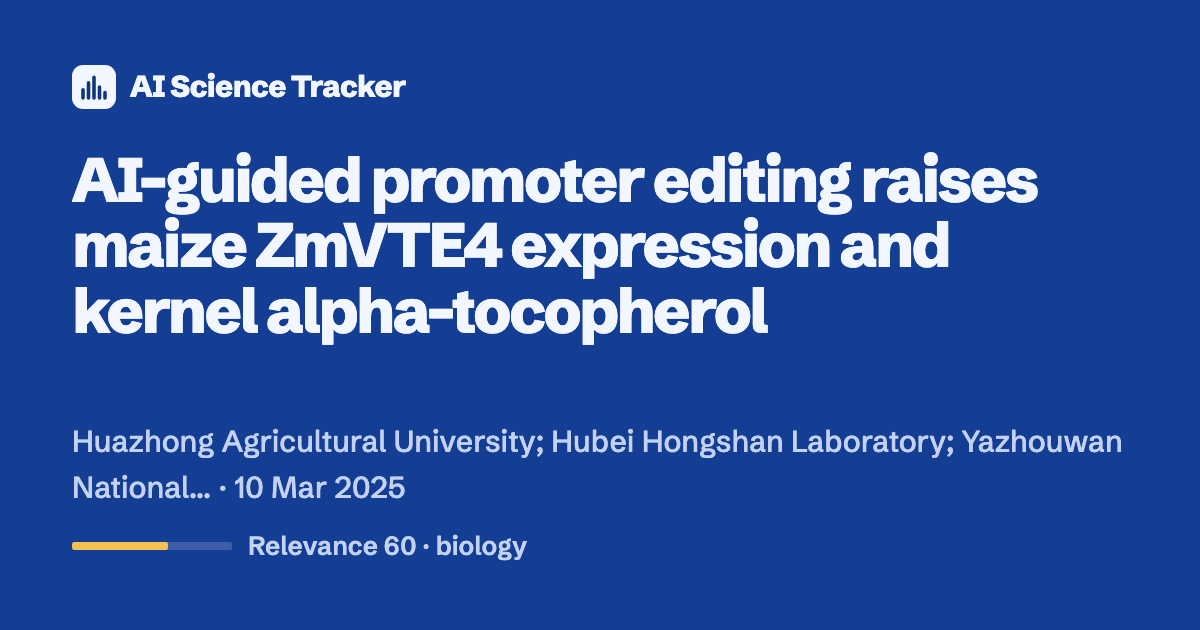 AI Science Tracker
AI-guided promoter editing raises
maize ZmVTE4 expression and
kernel alpha-tocopherol
Huazhong Agricultural University; Hubei Hongshan Laboratory; Yazhouwan
National... · 10 Mar 2025
Relevance 60 · biology